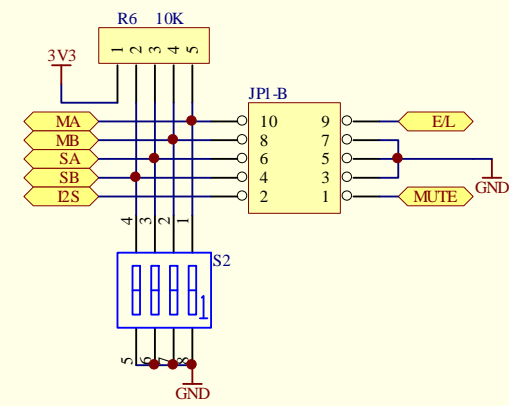 R6 10K
3V3
1 2 3 4 5
JP1-B
MA 10 9 E/L
MB 8 7
SA 6 5
SB 4 3
GND
I2S 2 1 MUTE
4 3 2 1
S2
1
5 6 7 8
GND